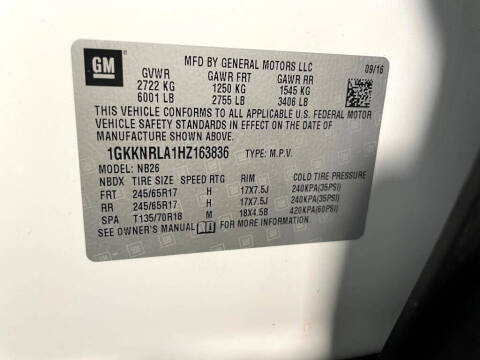 GM
MFD BY GENERAL MOTORS LLC
GVWR GAWR FRT GAWR RR 09/16
2722 KG 1250 KG 1545 KG
6001 LB 2755 LB 3406 LB
THIS VEHICLE CONFORMS TO ALL APPLICABLE U.S. FEDERAL MOTOR
VEHICLE SAFETY STANDARDS IN EFFECT ON THE DATE OF
MANUFACTURE SHOWN ABOVE.
1GKKNRLA1HZ163836 TYPE: M.P.V.
MODEL: NB26
NBDX TIRE SIZE SPEED RTG RIM COLD TIRE PRESSURE
FRT 245/65R17 H 17X7.5J 240KPA(35PSI)
RR 245/65R17 H 17X7.5J 240KPA(35PSI)
SPA T135/70R18 M 18X4.5B 420KPA(60PSI)
SEE OWNER'S MANUAL FOR MORE INFORMATION.